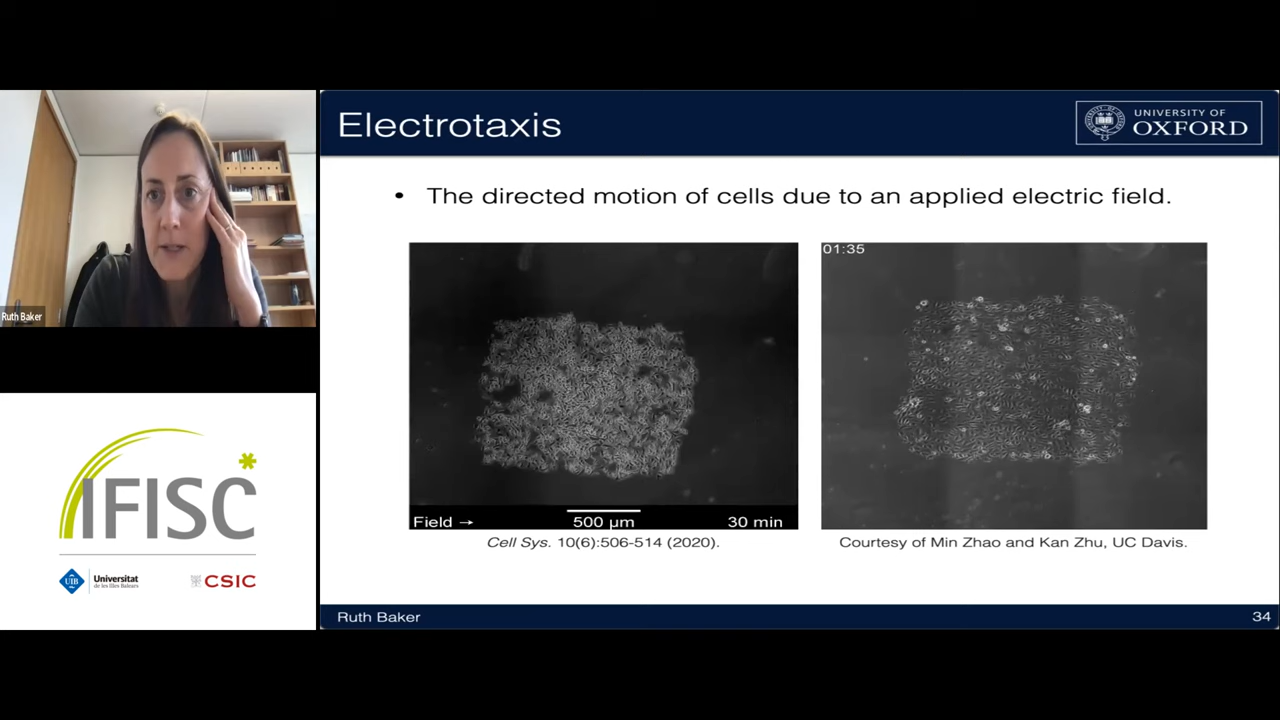 Electrotaxis
UNIVERSITY OF
OXFORD
• The directed motion of cells due to an applied electric field.
01:35
Field →
500 µm
30 min
Cell Sys. 10(6):506-514 (2020).
Courtesy of Min Zhao and Kan Zhu, UC Davis.
Ruth Baker
34
Ruth Baker
IFISC
UIB
Universitat
de les Illes Balears
CSIC